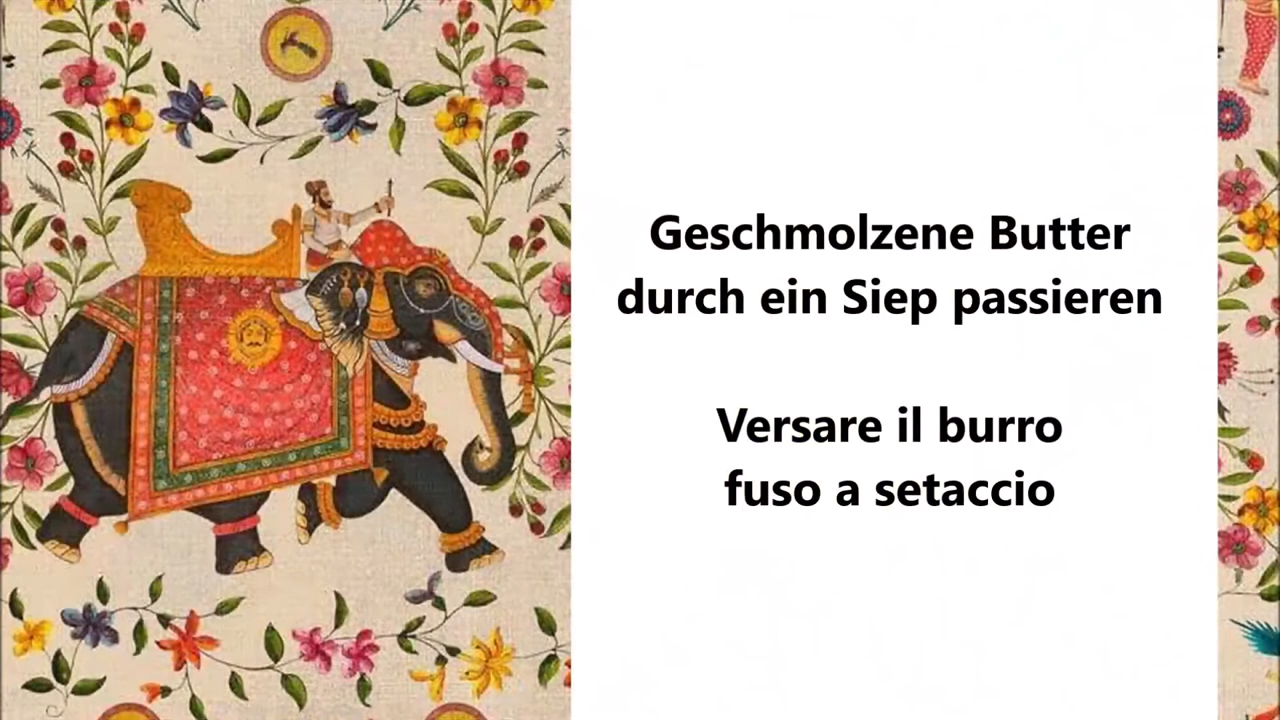 Geschmolzene Butter
durch ein Siep passieren
Versare il burro
fuso a setaccio